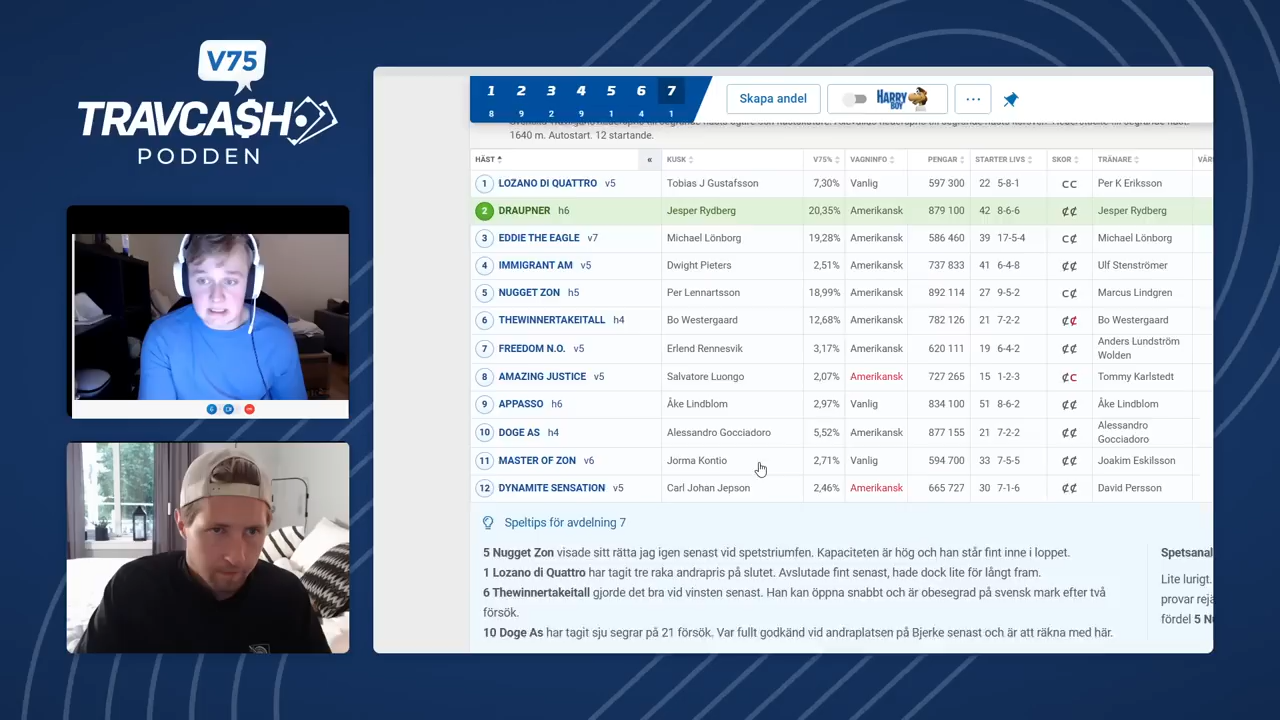 V75
TRAVCA$H
PODDEN
1 2 3 4 5 6 7
8 9 2 9 1 4 1
Skapa andel
HARRY BOY
...
1640 m. Autostart. 12 startande.
HÄST « KUSK V75% VAGNINFO PENGAR STARTER LIVS SKOR TRÄNARE VÄR
1 LOZANO DI QUATTRO v5 Tobias J Gustafsson 7,30% Vanlig 597 300 22 5-8-1 C C Per K Eriksson
2 DRAUPNER h6 Jesper Rydberg 20,35% Amerikansk 879 100 42 8-6-6 ₵ ₵ Jesper Rydberg
3 EDDIE THE EAGLE v7 Michael Lönborg 19,28% Amerikansk 586 460 39 17-5-4 C ₵ Michael Lönborg
4 IMMIGRANT AM v5 Dwight Pieters 2,51% Amerikansk 737 833 41 6-4-8 ₵ ₵ Ulf Stenströmer
5 NUGGET ZON h5 Per Lennartsson 18,99% Amerikansk 892 114 27 9-5-2 C ₵ Marcus Lindgren
6 THEWINNERTAKEITALL h4 Bo Westergaard 12,68% Amerikansk 782 126 21 7-2-2 ₵ ₵ Bo Westergaard
7 FREEDOM N.O. v5 Erlend Rennesvik 3,17% Amerikansk 620 111 19 6-4-2 ₵ ₵ Anders Lundström Wolden
8 AMAZING JUSTICE v5 Salvatore Luongo 2,07% Amerikansk 727 265 15 1-2-3 ₵ C Tommy Karlstedt
9 APPASSO h6 Åke Lindblom 2,97% Vanlig 834 100 51 8-6-2 ₵ ₵ Åke Lindblom
10 DOGE AS h4 Alessandro Gocciadoro 5,52% Amerikansk 877 155 21 7-2-2 ₵ ₵ Alessandro Gocciadoro
11 MASTER OF ZON v6 Jorma Kontio 2,71% Vanlig 594 700 33 7-5-5 ₵ ₵ Joakim Eskilsson
12 DYNAMITE SENSATION v5 Carl Johan Jepson 2,46% Amerikansk 665 727 30 7-1-6 ₵ ₵ David Persson
Speltips för avdelning 7
5 Nugget Zon visade sitt rätta jag igen senast vid spetstriumfen. Kapaciteten är hög och han står fint inne i loppet.
1 Lozano di Quattro har tagit tre raka andrapris på slutet. Avslutade fint senast, hade dock lite för långt fram.
6 Thewinnertakeitall gjorde det bra vid vinsten senast. Han kan öppna snabbt och är obesegrad på svensk mark efter två
försök.
10 Doge As har tagit sju segrar på 21 försök. Var fullt godkänd vid andraplatsen på Bjerke senast och är att räkna med här.
Spetsanal
Lite lurigt.
provar rejä
fördel 5 Nu